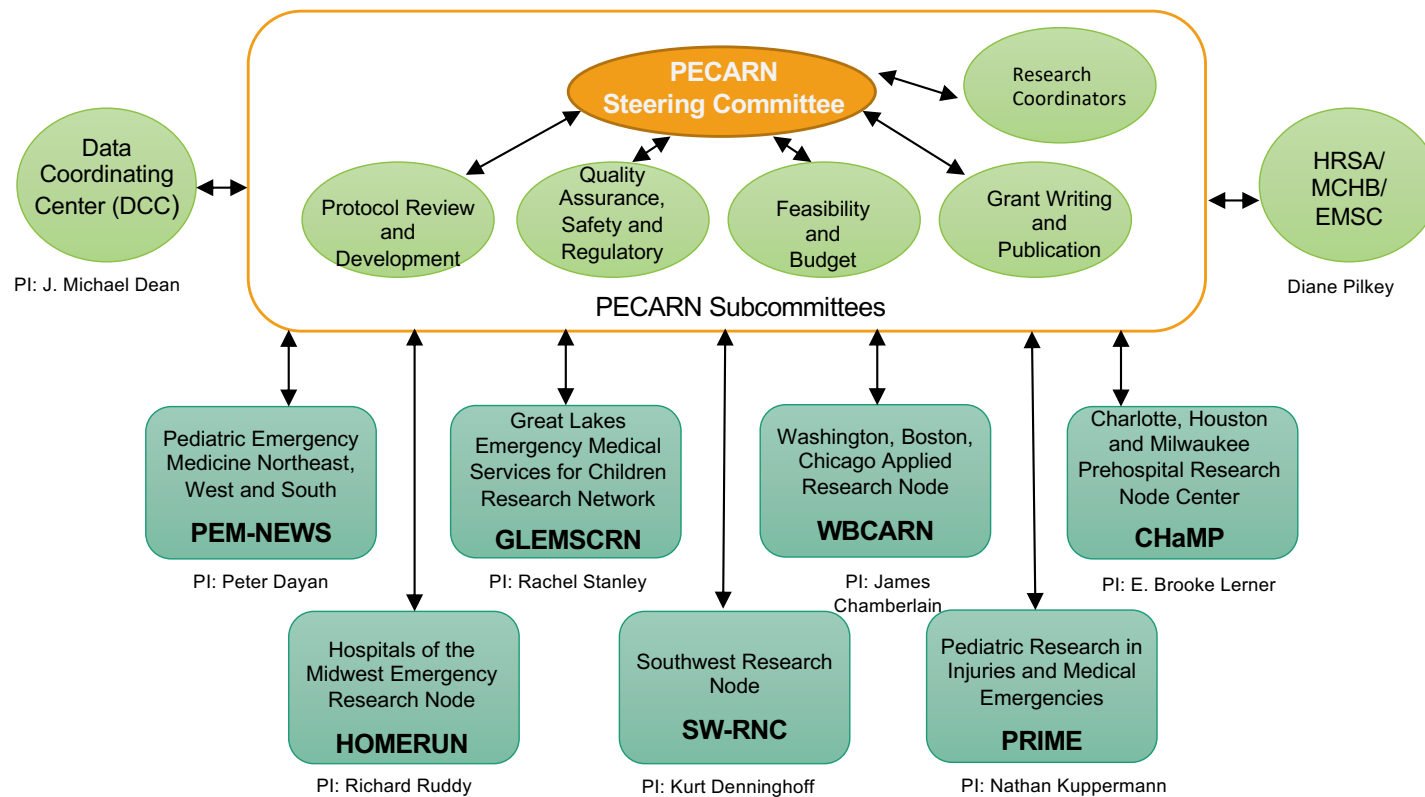 PECARN
Steering Committee
Research
Coordinators
Data
Coordinating
Center (DCC)
PI: J. Michael Dean
Protocol Review
and
Development
Quality
Assurance,
Safety and
Regulatory
Feasibility
and
Budget
Grant Writing
and
Publication
HRSA/
MCHB/
EMSC
Diane Pilkey
PECARN Subcommittees
Pediatric Emergency
Medicine Northeast,
West and South
PEM-NEWS
PI: Peter Dayan
Great Lakes
Emergency Medical
Services for Children
Research Network
GLEMSCRN
PI: Rachel Stanley
Washington, Boston,
Chicago Applied
Research Node
WBCARN
PI: James
Chamberlain
Charlotte, Houston
and Milwaukee
Prehospital Research
Node Center
CHaMP
PI: E. Brooke Lerner
Hospitals of the
Midwest Emergency
Research Node
HOMERUN
PI: Richard Ruddy
Southwest Research
Node
SW-RNC
PI: Kurt Denninghoff
Pediatric Research in
Injuries and Medical
Emergencies
PRIME
PI: Nathan Kuppermann